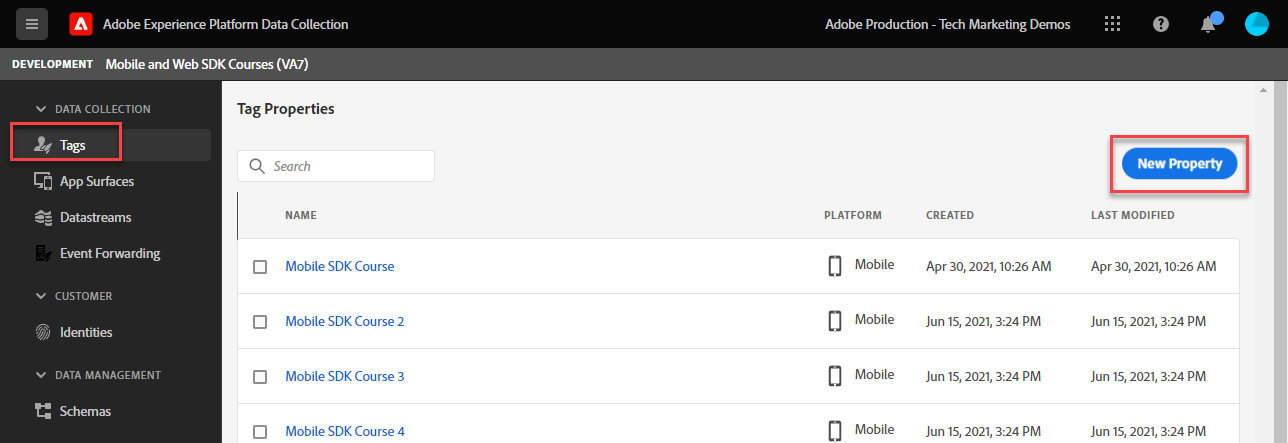 Adobe Experience Platform Data Collection
Adobe Production - Tech Marketing Demos
DEVELOPMENT Mobile and Web SDK Courses (VA7)
DATA COLLECTION
Tags
App Surfaces
Datastreams
Event Forwarding
CUSTOMER
Identities
DATA MANAGEMENT
Schemas
Tag Properties
Search
New Property
NAME PLATFORM CREATED LAST MODIFIED
Mobile SDK Course Mobile Apr 30, 2021, 10:26 AM Apr 30, 2021, 10:26 AM
Mobile SDK Course 2 Mobile Jun 15, 2021, 3:24 PM Jun 15, 2021, 3:24 PM
Mobile SDK Course 3 Mobile Jun 15, 2021, 3:24 PM Jun 15, 2021, 3:24 PM
Mobile SDK Course 4 Mobile Jun 15, 2021, 3:24 PM Jun 15, 2021, 3:24 PM